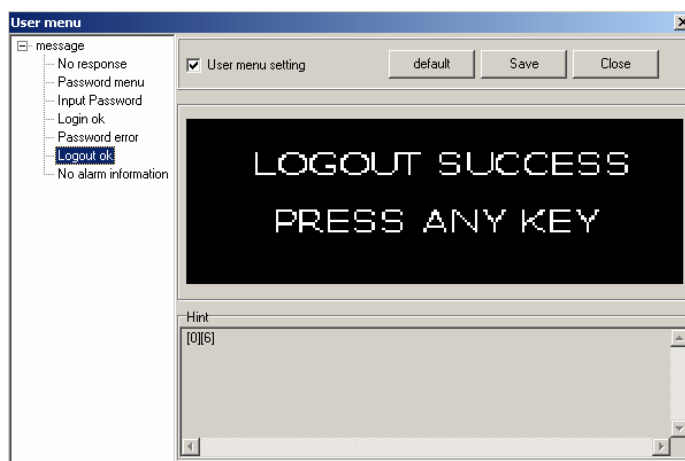 User menu
message
No response
Password menu
Input Password
Login ok
Password error
Logout ok
No alarm information
User menu setting
default
Save
Close
LOGOUT SUCCESS
PRESS ANY KEY
Hint
[0][6]